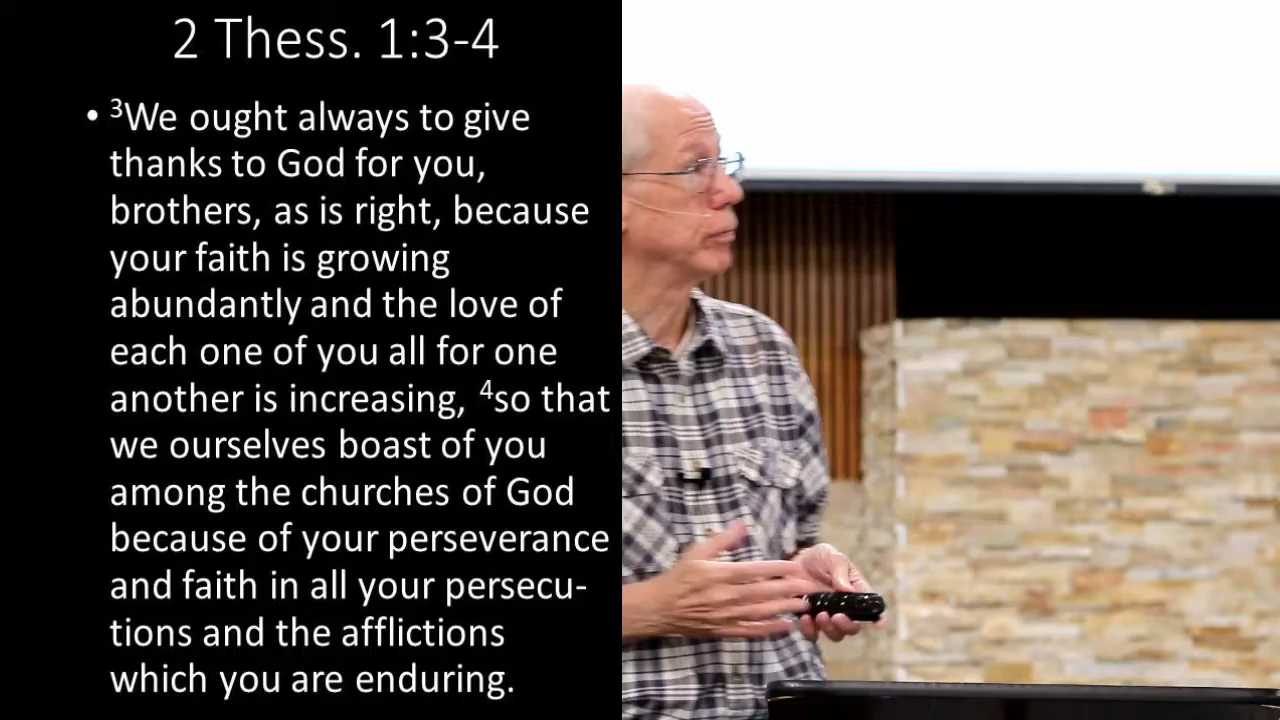 2 Thess. 1:3-4
• ³We ought always to give
thanks to God for you,
brothers, as is right, because
your faith is growing
abundantly and the love of
each one of you all for one
another is increasing, ⁴so that
we ourselves boast of you
among the churches of God
because of your perseverance
and faith in all your persecu-
tions and the afflictions
which you are enduring.